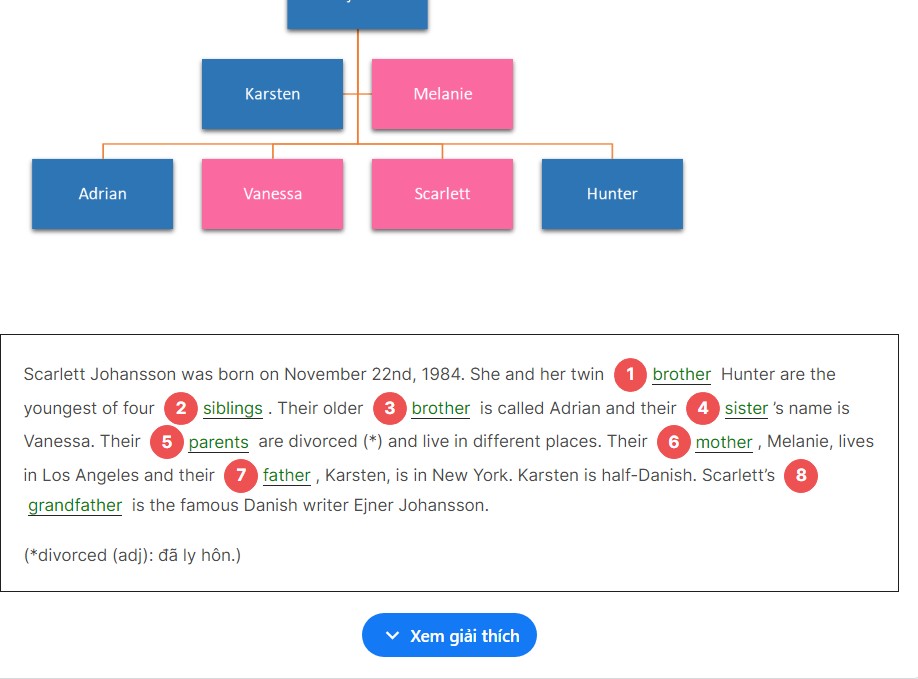 Karsten Melanie
Adrian Vanessa Scarlett Hunter
Scarlett Johansson was born on November 22nd, 1984. She and her twin 1 brother Hunter are the
youngest of four 2 siblings . Their older 3 brother is called Adrian and their 4 sister 's name is
Vanessa. Their 5 parents are divorced (*) and live in different places. Their 6 mother , Melanie, lives
in Los Angeles and their 7 father , Karsten, is in New York. Karsten is half-Danish. Scarlett’s 8
grandfather is the famous Danish writer Ejner Johansson.
(*divorced (adj): đã ly hôn.)
Xem giải thích